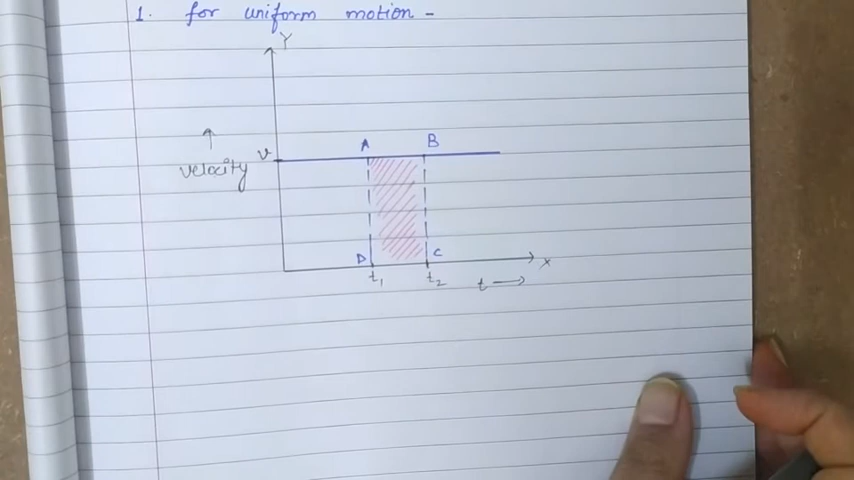 1. for uniform motion -
Y
A B
v
velocity
D C
x
t₁ t₂ t